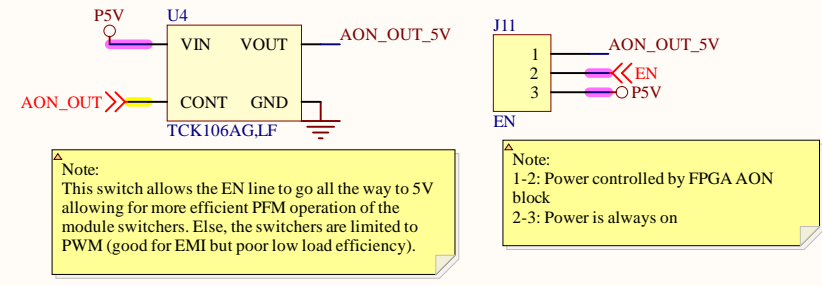 P5V
U4
VIN VOUT
AON_OUT_5V
AON_OUT
CONT GND
TCK106AG,LF
Note:
This switch allows the EN line to go all the way to 5V
allowing for more efficient PFM operation of the
module switchers. Else, the switchers are limited to
PWM (good for EMI but poor low load efficiency).
J11
1
AON_OUT_5V
2
EN
3
P5V
EN
Note:
1-2: Power controlled by FPGA AON
block
2-3: Power is always on